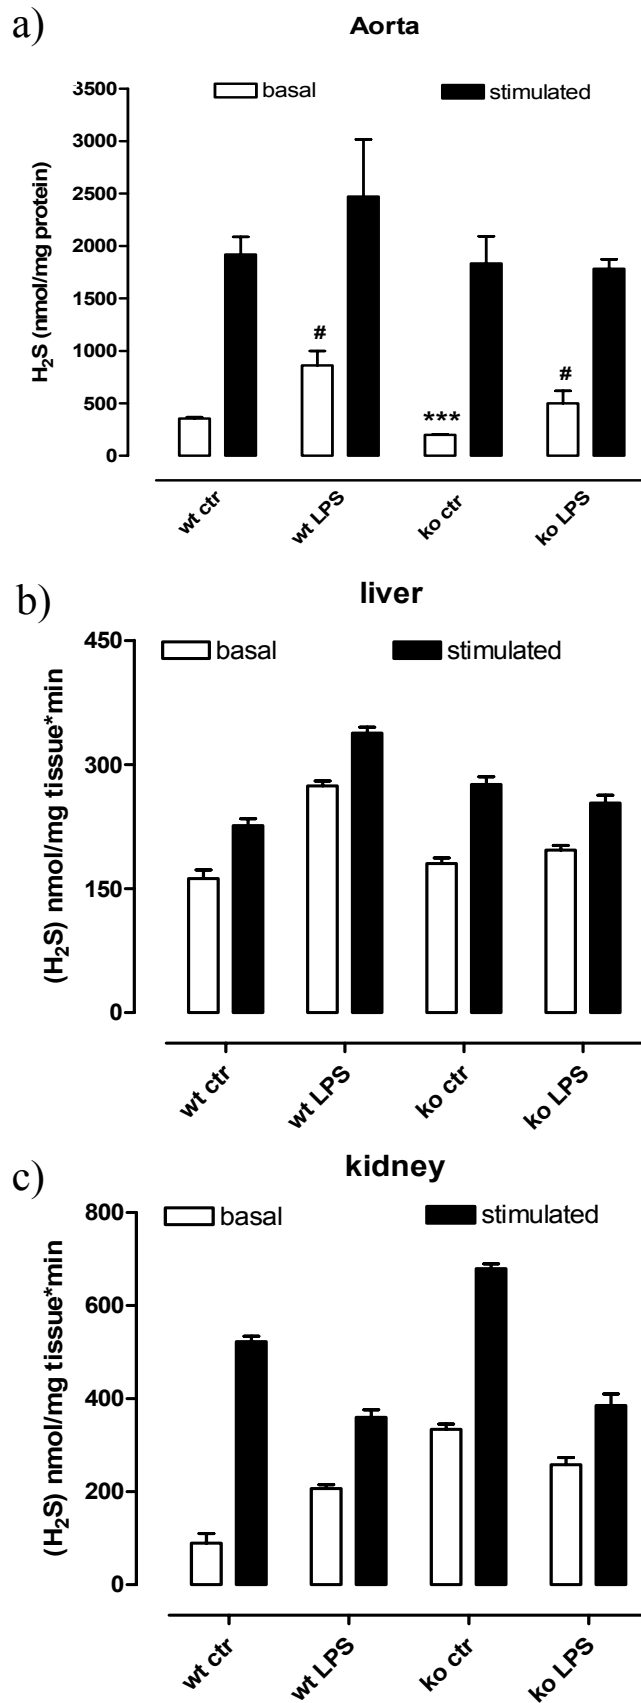 a)
Aorta
basal stimulated
H₂S (nmol/mg protein)
3500
3000
2500
2000
1500
1000
500
0
#
***
#
wt ctr wt LPS ko ctr ko LPS
b)
liver
basal stimulated
(H₂S) nmol/mg tissue*min
450
300
150
0
wt ctr wt LPS ko ctr ko LPS
c)
kidney
basal stimulated
(H₂S) nmol/mg tissue*min
800
600
400
200
0
wt ctr wt LPS ko ctr ko LPS